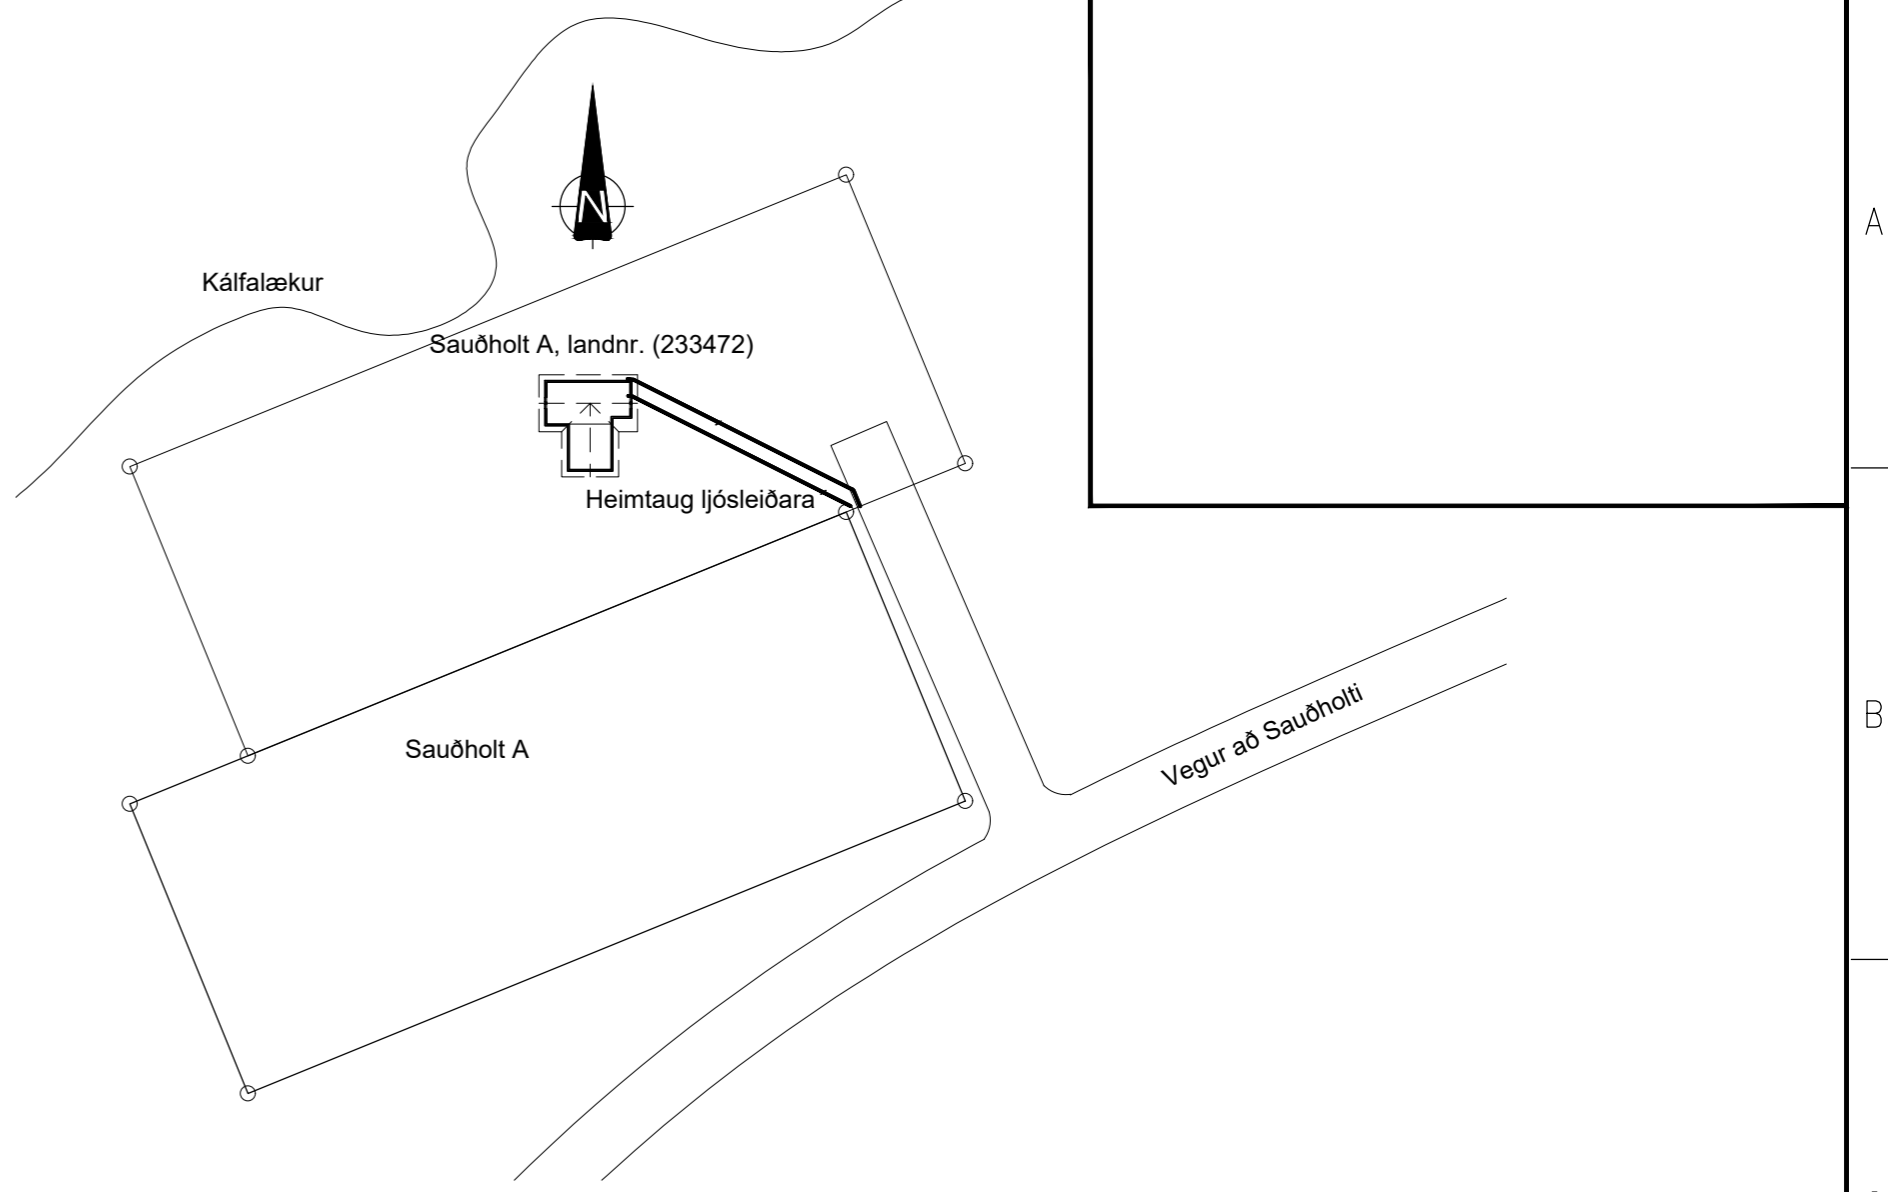 N
A
Kálfalækur
Sauðholt A, landnr. (233472)
Heimtaug ljósleiðara
Vegur að Sauðholti
B
Sauðholt A